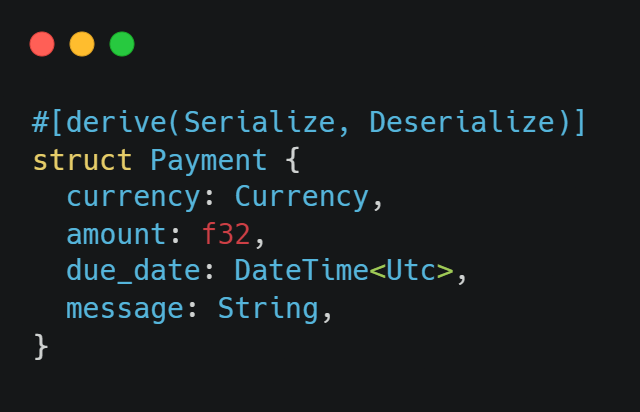 #[derive(Serialize, Deserialize)]
struct Payment {
  currency: Currency,
  amount: f32,
  due_date: DateTime<Utc>,
  message: String,
}